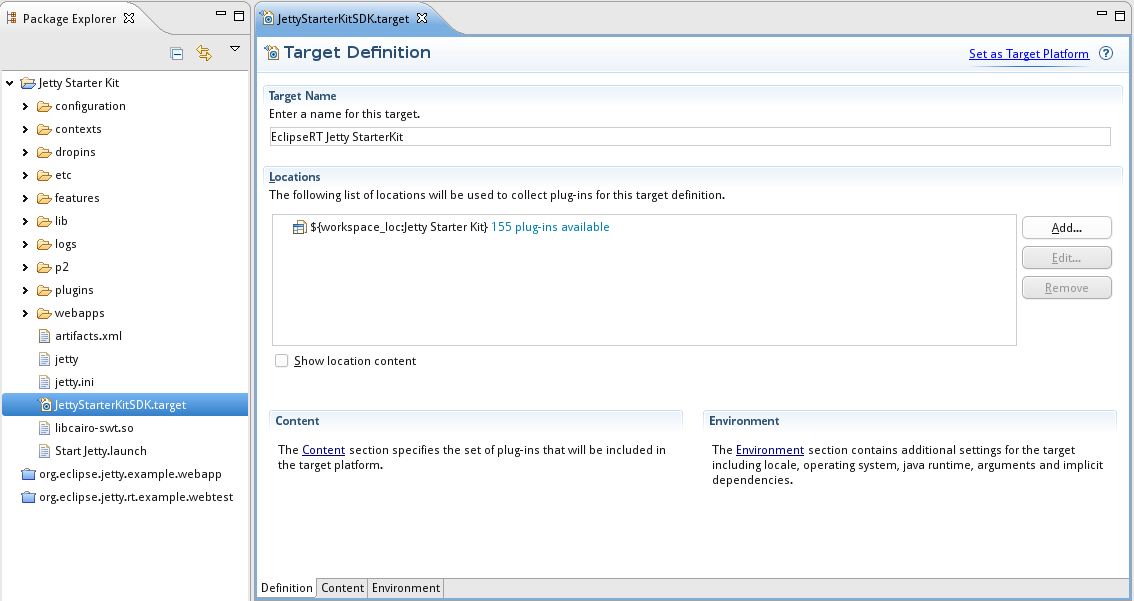 Package Explorer
Jetty Starter Kit
configuration
contexts
dropins
etc
features
lib
logs
p2
plugins
webapps
artifacts.xml
jetty
jetty.ini
JettyStarterKitSDK.target
libcairo-swt.so
Start Jetty.launch
org.eclipse.jetty.example.webapp
org.eclipse.jetty.rt.example.webtest
JettyStarterKitSDK.target
Target Definition
Set as Target Platform
Target Name
Enter a name for this target.
EclipseRT Jetty StarterKit
Locations
The following list of locations will be used to collect plug-ins for this target definition.
${workspace_loc:Jetty Starter Kit} 155 plug-ins available
Add...
Edit...
Remove
Show location content
Content
The Content section specifies the set of plug-ins that will be included in
the target platform.
Environment
The Environment section contains additional settings for the target
including locale, operating system, java runtime, arguments and implicit
dependencies.
Definition Content Environment